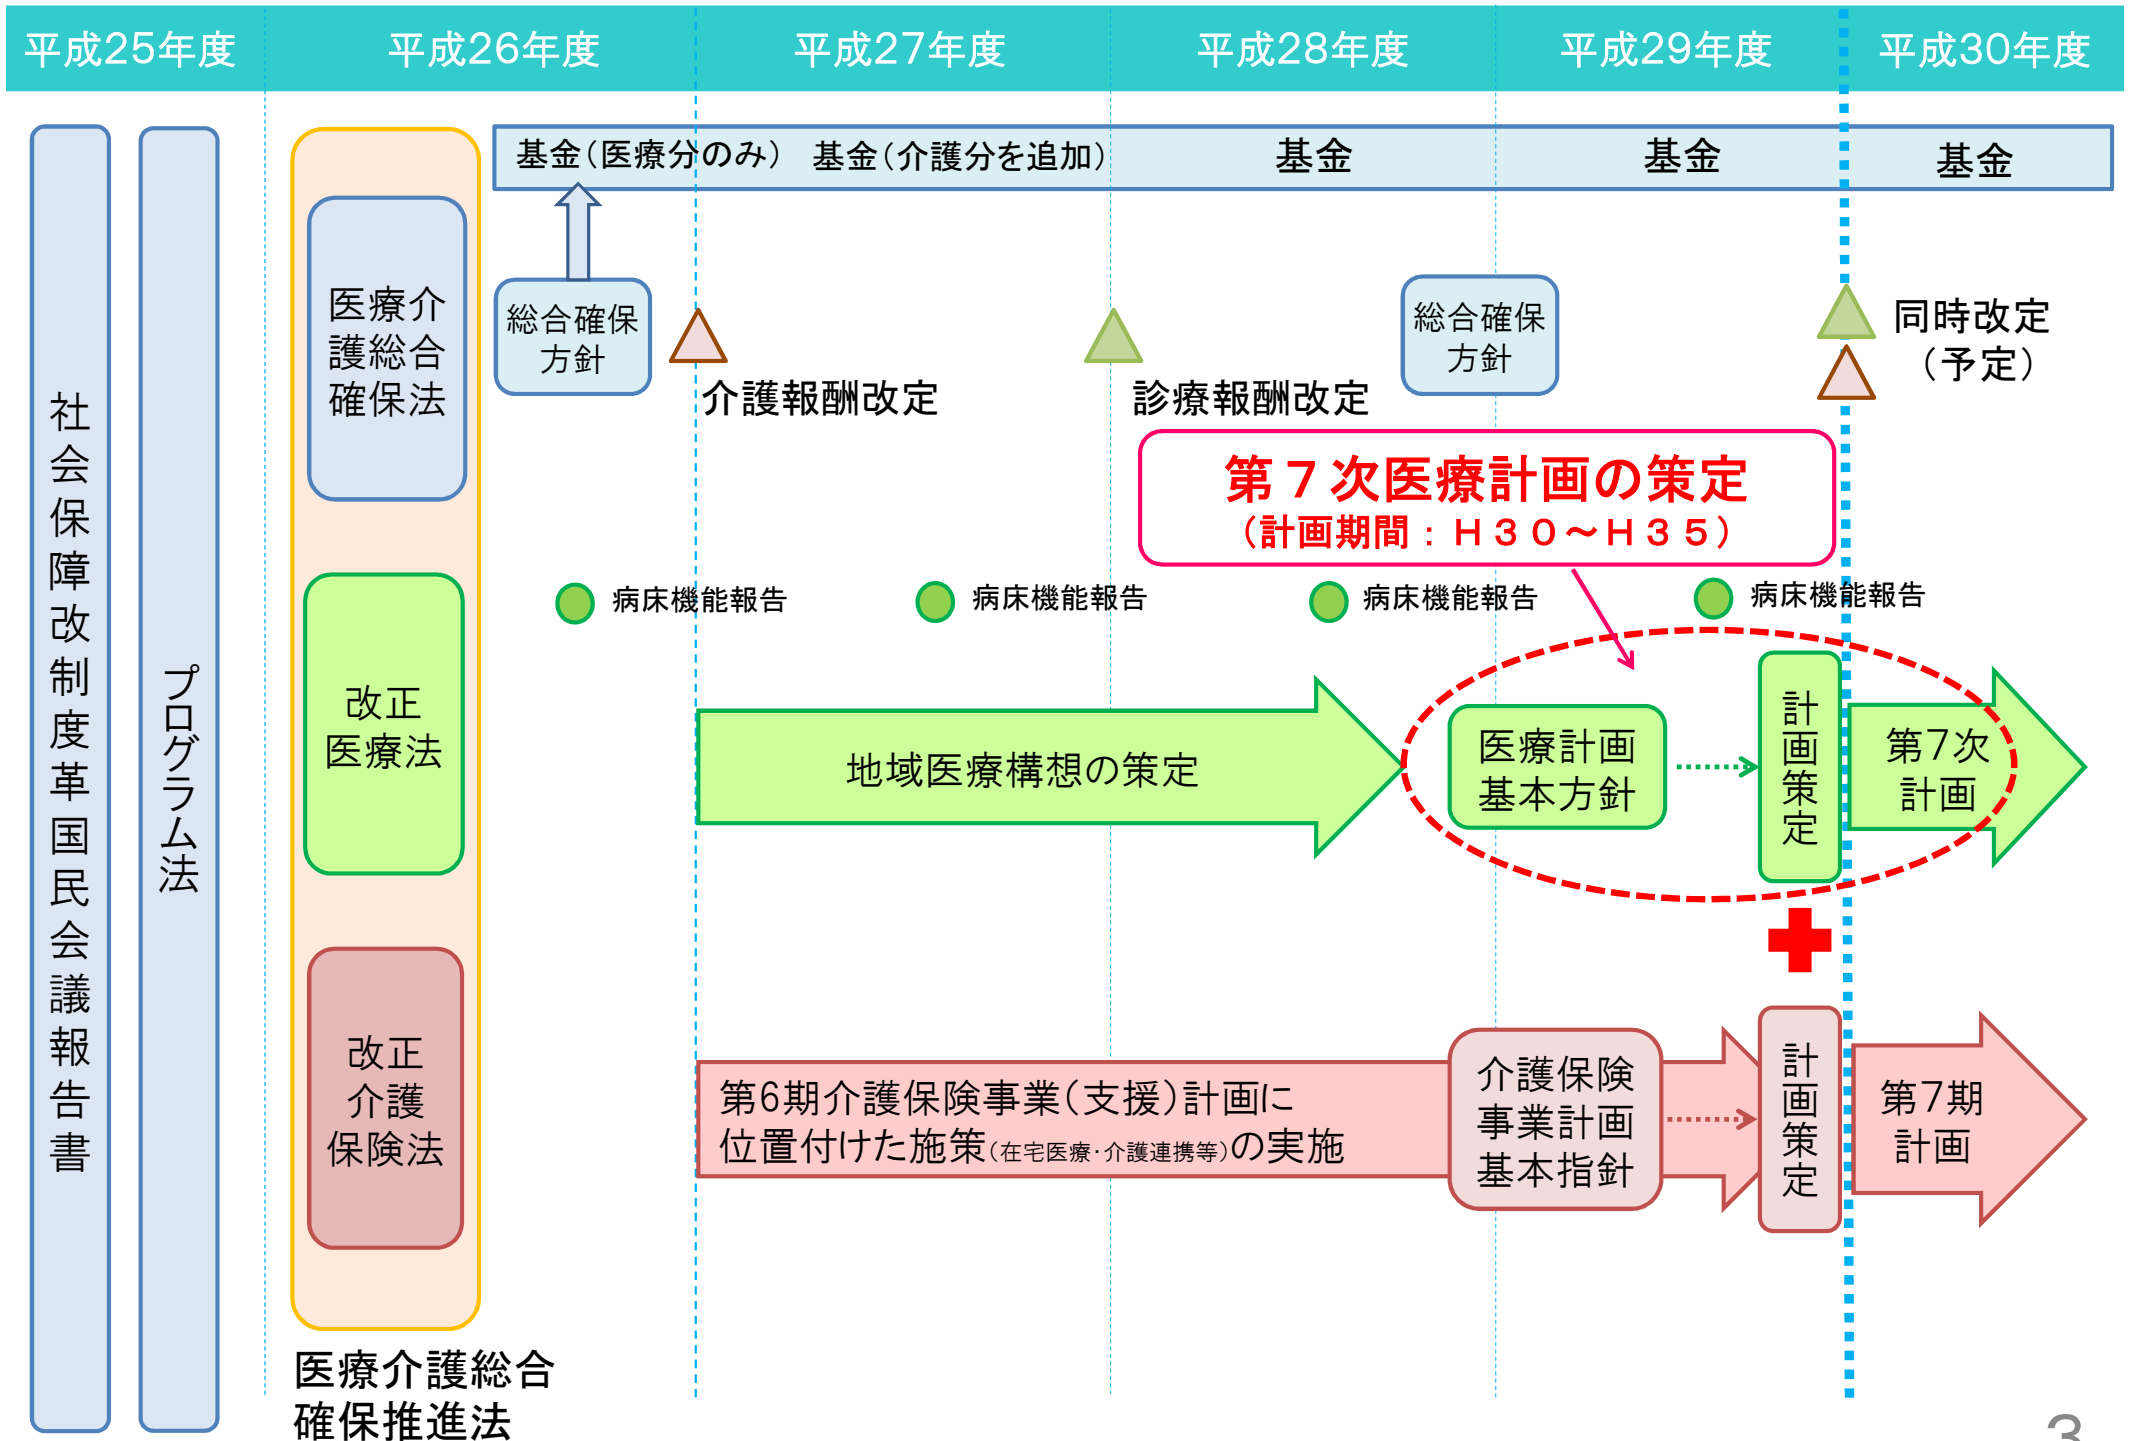 平成25年度
平成26年度
平成27年度
平成28年度
平成29年度
平成30年度
社会保障改制度革国民会議報告書
プログラム法
基金（医療分のみ）
基金（介護分を追加）
基金
基金
基金
医療介
護総合
確保法
総合確保
方針
介護報酬改定
診療報酬改定
総合確保
方針
同時改定
（予定）
第７次医療計画の策定
（計画期間：Ｈ３０～Ｈ３５）
病床機能報告
病床機能報告
病床機能報告
病床機能報告
改正
医療法
地域医療構想の策定
医療計画
基本方針
計画策定
第7次
計画
改正
介護
保険法
第6期介護保険事業（支援）計画に
位置付けた施策（在宅医療・介護連携等）の実施
介護保険
事業計画
基本指針
計画策定
第7期
計画
医療介護総合
確保推進法
3